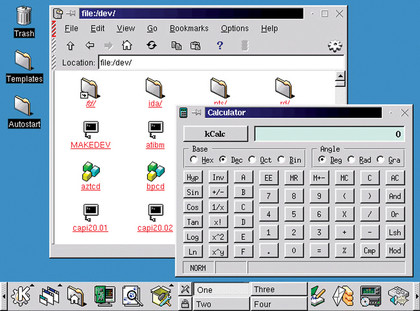 file:/dev/
File Edit View Go Bookmarks Options Help
Location: file:/dev/
Trash
Templates
Autostart
fd/ ida/ pts/ rd/
MAKEDEV atibm
aztcd bpcd
capi20.01 capi20.02
Calculator
kCalc 0
Base Angle
Hex Dec Oct Bin Deg Rad Gra
Hyp Inv A EE MR M+- MC C AC
Sin +/- B 7 8 9 ( ) And
Cos 1/x C 4 5 6 X / Or
Tan x! D 1 2 3 + - Lsh
Log x^2 E . 0 = % Cmp Mod
Ln x^y F
NORM
One Three
Two Four